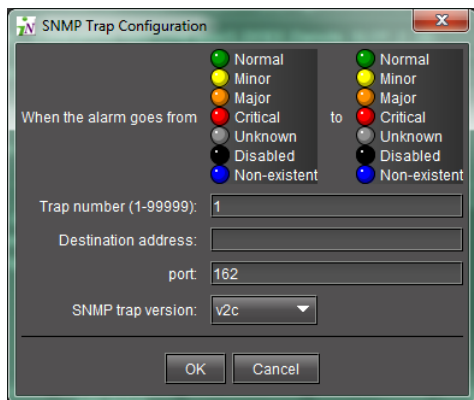 SNMP Trap Configuration
Normal Normal
Minor Minor
Major Major
When the alarm goes from Critical to Critical
Unknown Unknown
Disabled Disabled
Non-existent Non-existent
Trap number (1-99999): 1
Destination address:
port: 162
SNMP trap version: v2c
OK Cancel